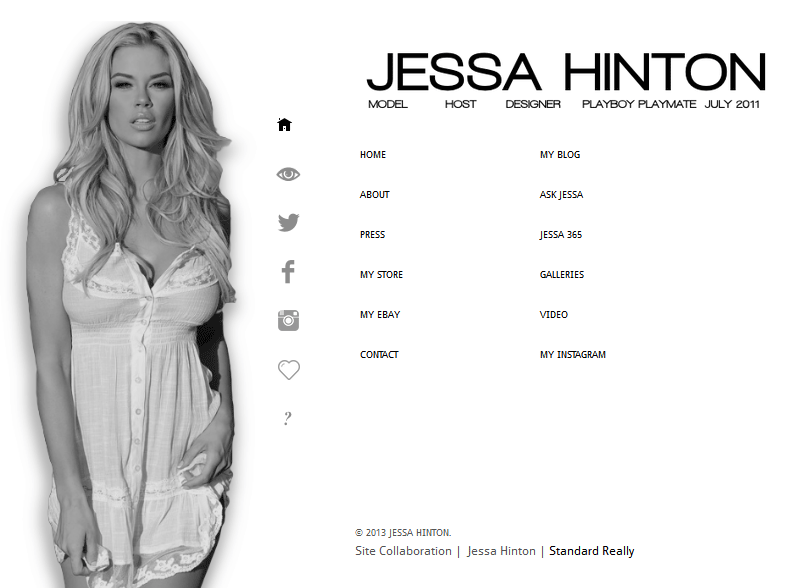 JESSA HINTON
MODEL HOST DESIGNER PLAYBOY PLAYMATE JULY 2011
HOME MY BLOG
ABOUT ASK JESSA
PRESS JESSA 365
MY STORE GALLERIES
MY EBAY VIDEO
CONTACT MY INSTAGRAM
?
© 2013 JESSA HINTON.
Site Collaboration | Jessa Hinton | Standard Really